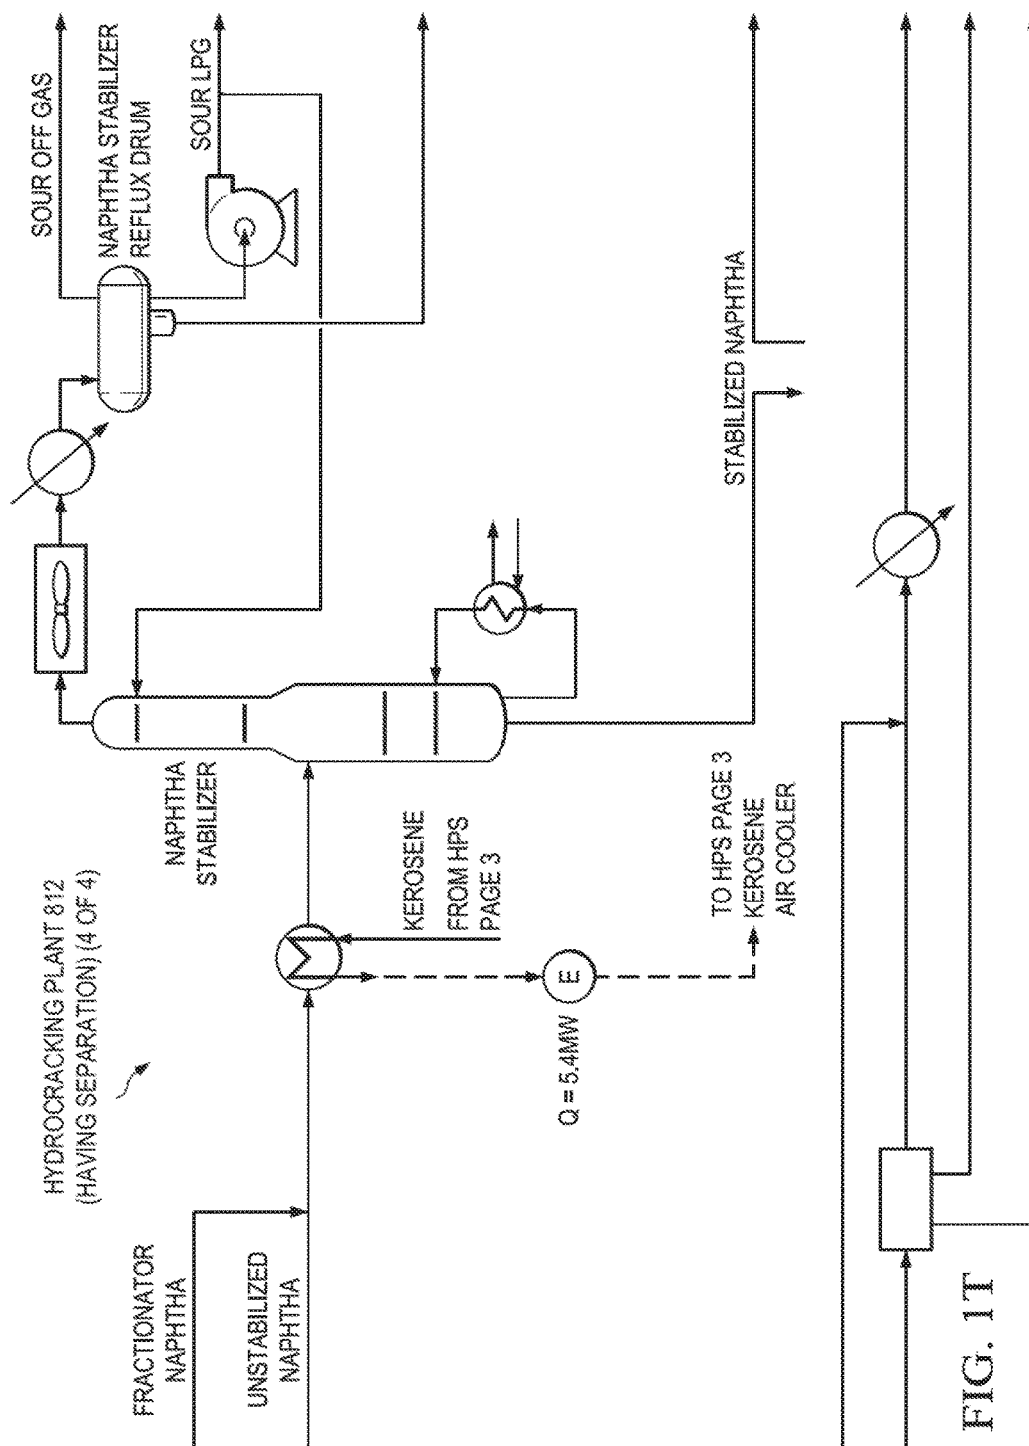 HYDROCRACKING PLANT 812
(HAVING SEPARATION) (4 OF 4)
FRACTIONATOR
NAPHTHA
UNSTABILIZED
NAPHTHA
NAPHTHA
STABILIZER
KEROSENE
FROM HPS
PAGE 3
E
Q = 5.4MW
TO HPS PAGE 3
KEROSENE
AIR COOLER
SOUR OFF GAS
NAPHTHA STABILIZER
REFLUX DRUM
SOUR LPG
STABILIZED NAPHTHA
FIG. 1T